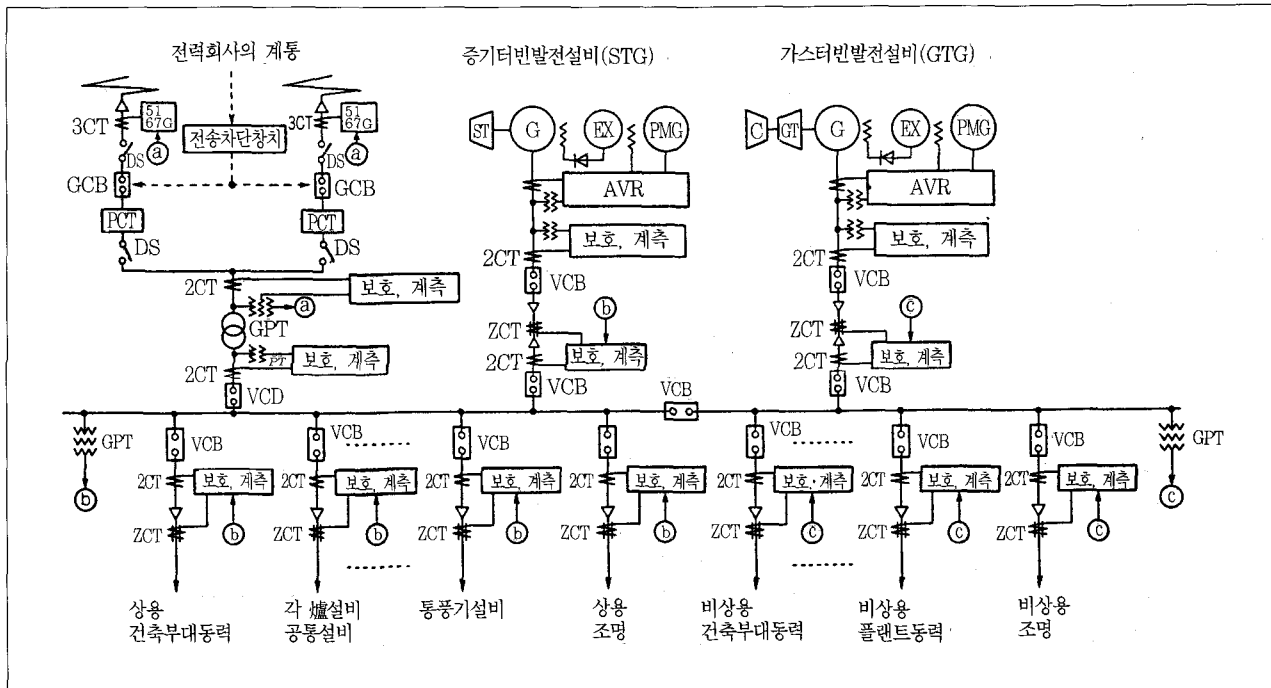 전력회사의 계통
증기터빈발전설비(STG)
가스터빈발전설비(GTG)
3CT
51
67G
ⓐ
전송차단창치
3CT
51
67G
ⓐ
DS
DS
GCB
GCB
PCT
PCT
DS
DS
2CT
보호, 계측
ⓐ
GPT
PT
보호, 계측
2CT
VCD
ST
G
EX
PMG
AVR
보호, 계측
2CT
VCB
ⓑ
ZCT
보호, 계측
2CT
VCB
C
GT
G
EX
PMG
AVR
보호, 계측
2CT
VCB
ⓒ
ZCT
보호, 계측
2CT
VCB
VCB
GPT
ⓑ
VCB
2CT
보호, 계측
ZCT
ⓑ
VCB
2CT
보호, 계측
ZCT
ⓑ
VCB
2CT
보호, 계측
ZCT
ⓑ
VCB
2CT
보호, 계측
ZCT
ⓑ
VCB
2CT
보호·계측
ZCT
ⓒ
VCB
2CT
보호, 계측
ZCT
ⓒ
VCB
2CT
보호, 계측
ZCT
ⓒ
GPT
ⓒ
상용
건축부대동력
각 爐설비
공통설비
통풍기설비
상용
조명
비상용
건축부대동력
비상용
플랜트동력
비상용
조명